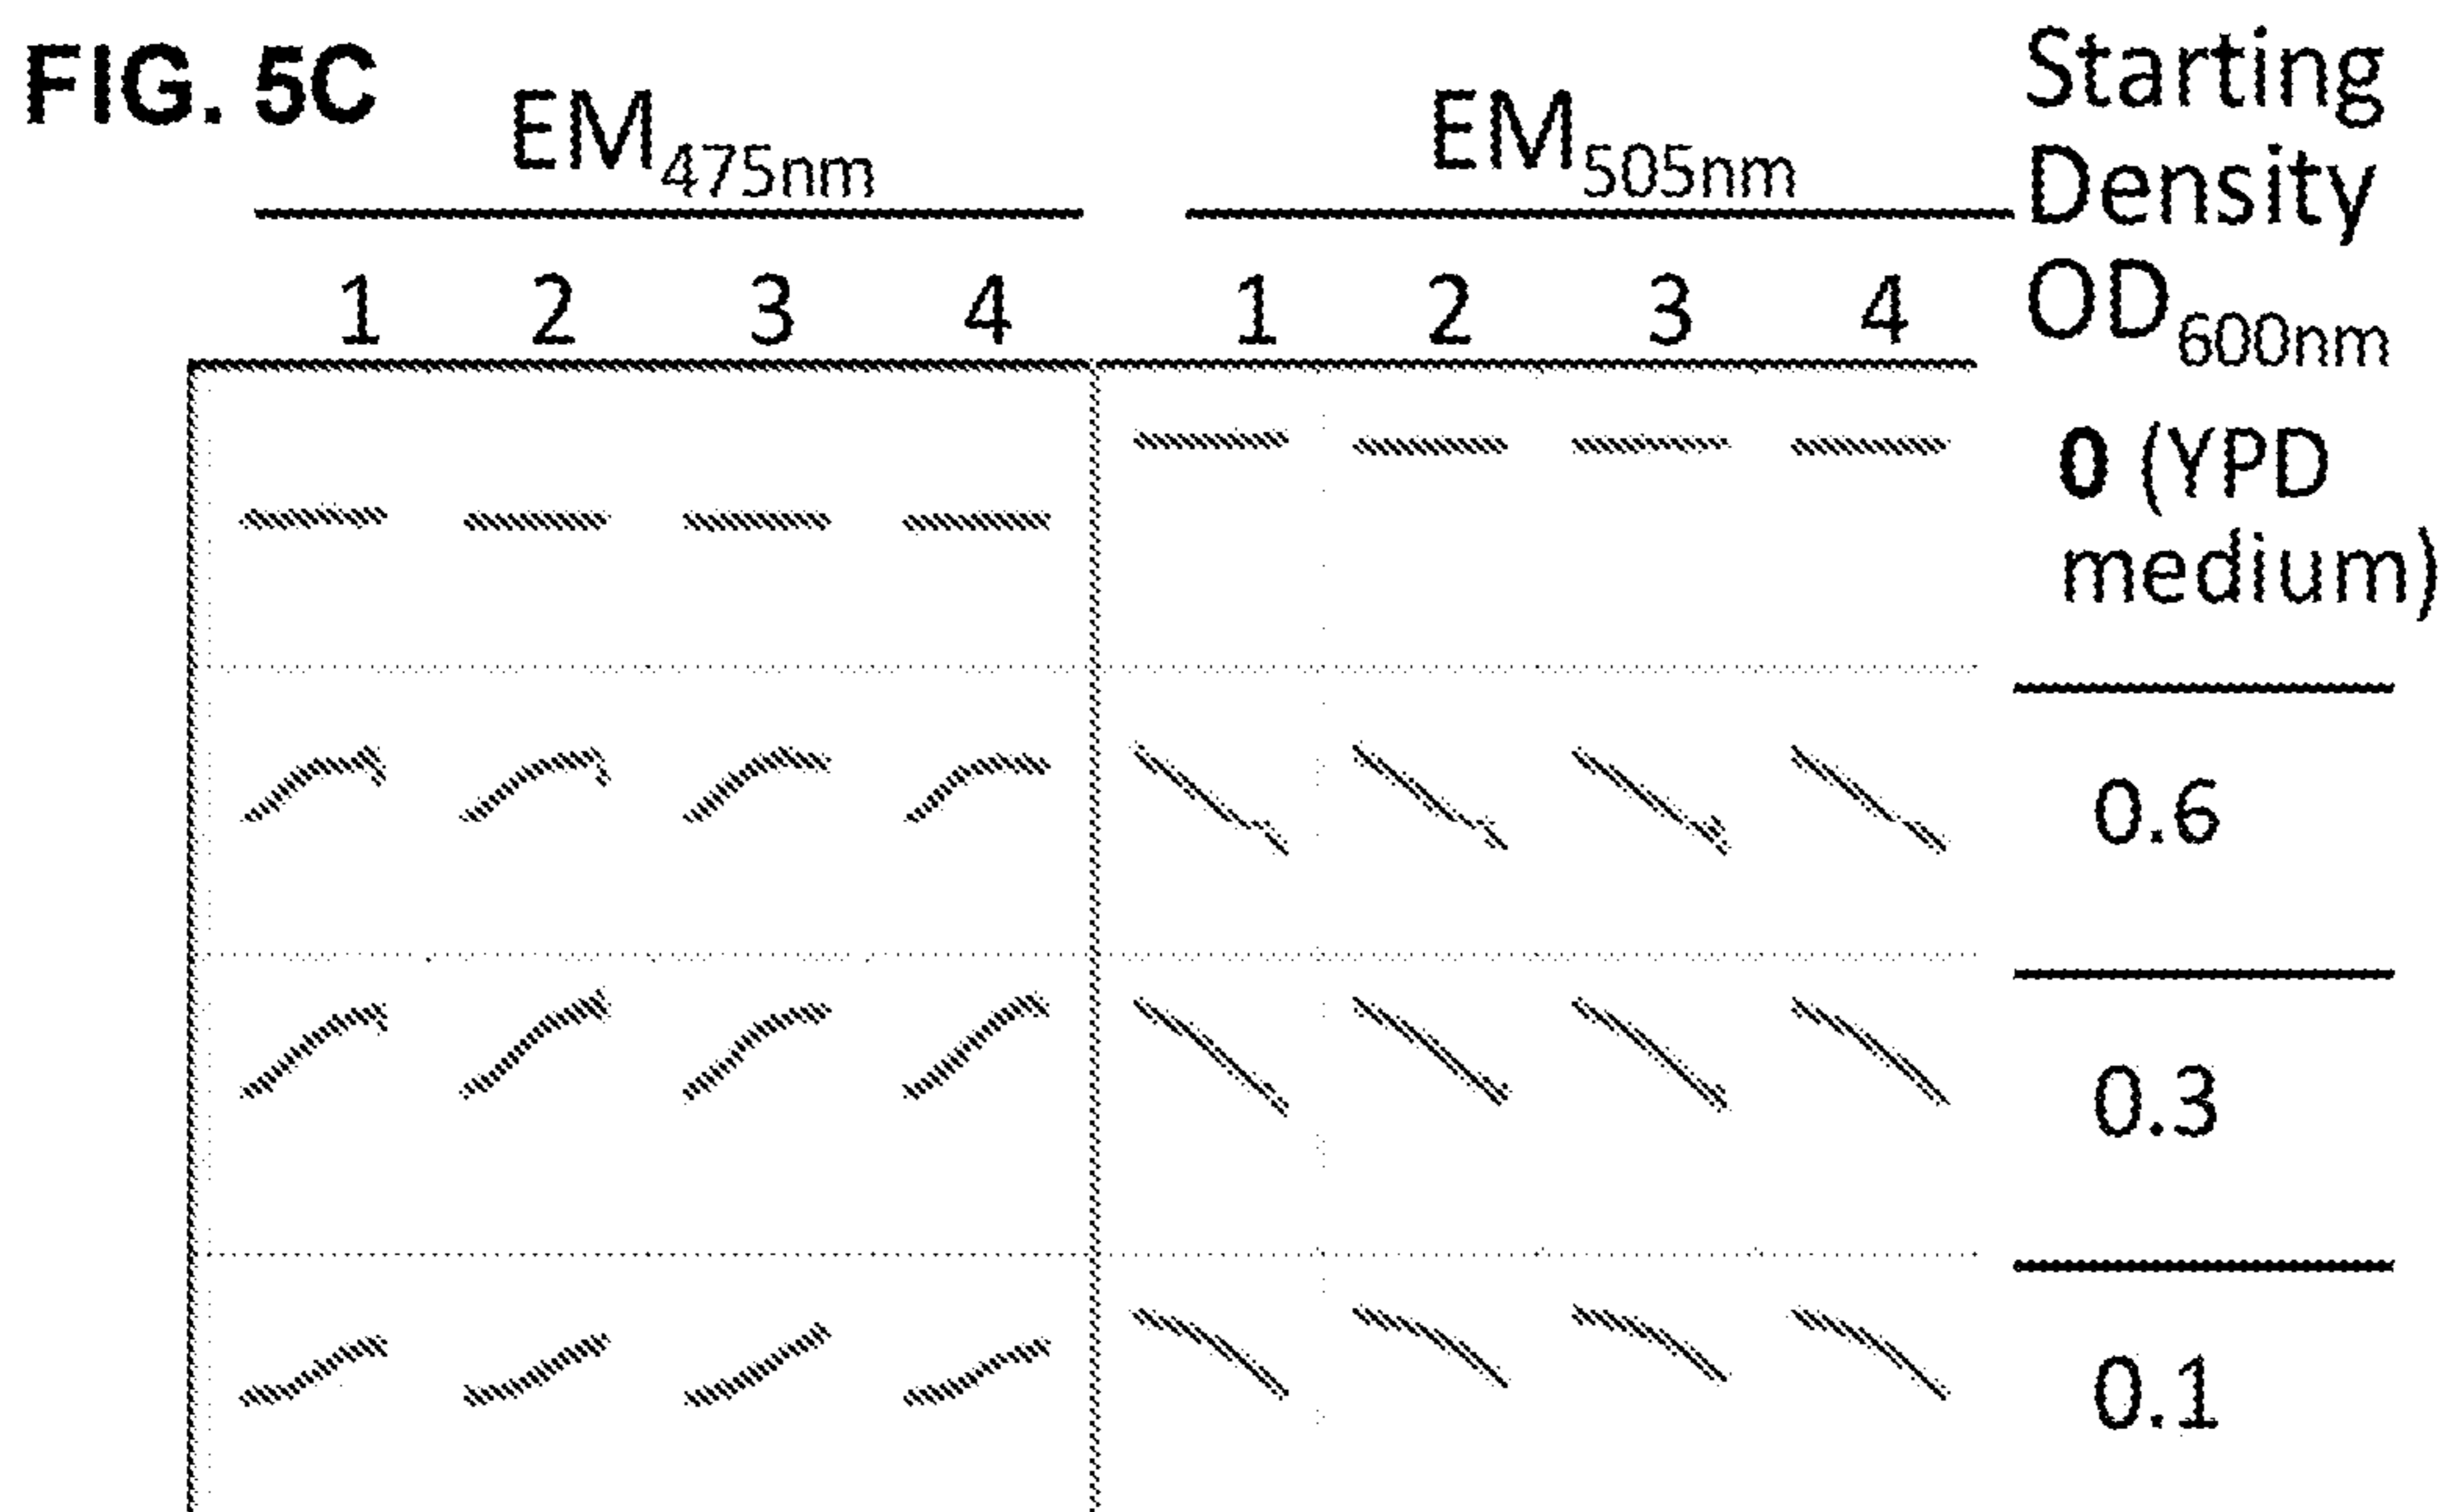 FIG. 5C
EM475nm EM505nm
Starting
Density
OD600nm
1 2 3 4 1 2 3 4
0 (YPD
medium)
0.6
0.3
0.1